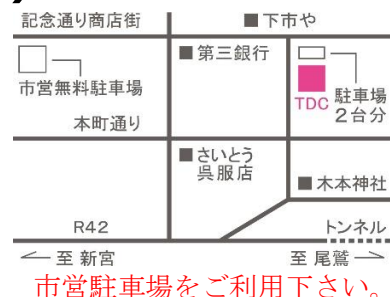 記念通り商店街
■下市や
■第三銀行
市営無料駐車場
TDC
駐車場
2台分
本町通り
■さいとう
呉服店
■木本神社
R42
トンネル
←至 新宮
至 尾鷲→
市営駐車場をご利用下さい。